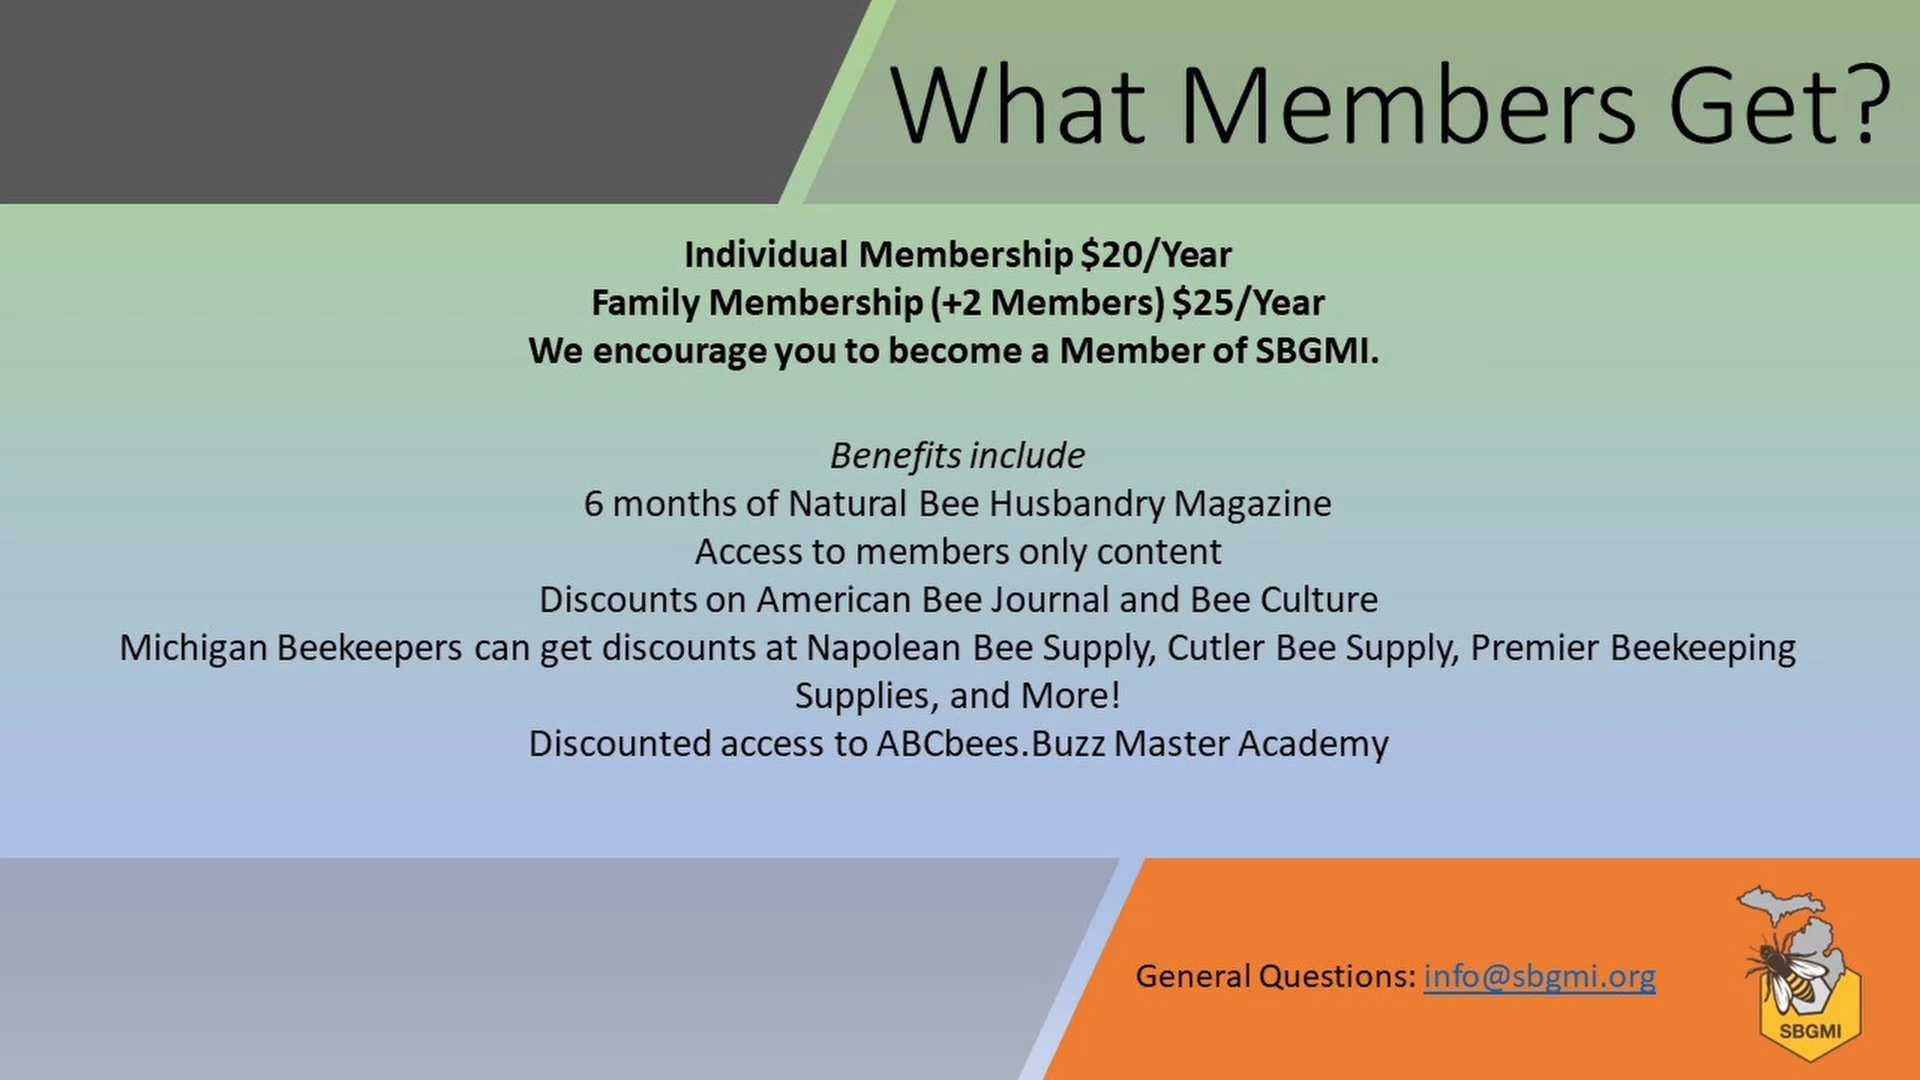 What Members Get?
Individual Membership $20/Year
Family Membership (+2 Members) $25/Year
We encourage you to become a Member of SBGMI.
Benefits include
6 months of Natural Bee Husbandry Magazine
Access to members only content
Discounts on American Bee Journal and Bee Culture
Michigan Beekeepers can get discounts at Napolean Bee Supply, Cutler Bee Supply, Premier Beekeeping
Supplies, and More!
Discounted access to ABCbees.Buzz Master Academy
General Questions: info@sbgmi.org
SBGMI